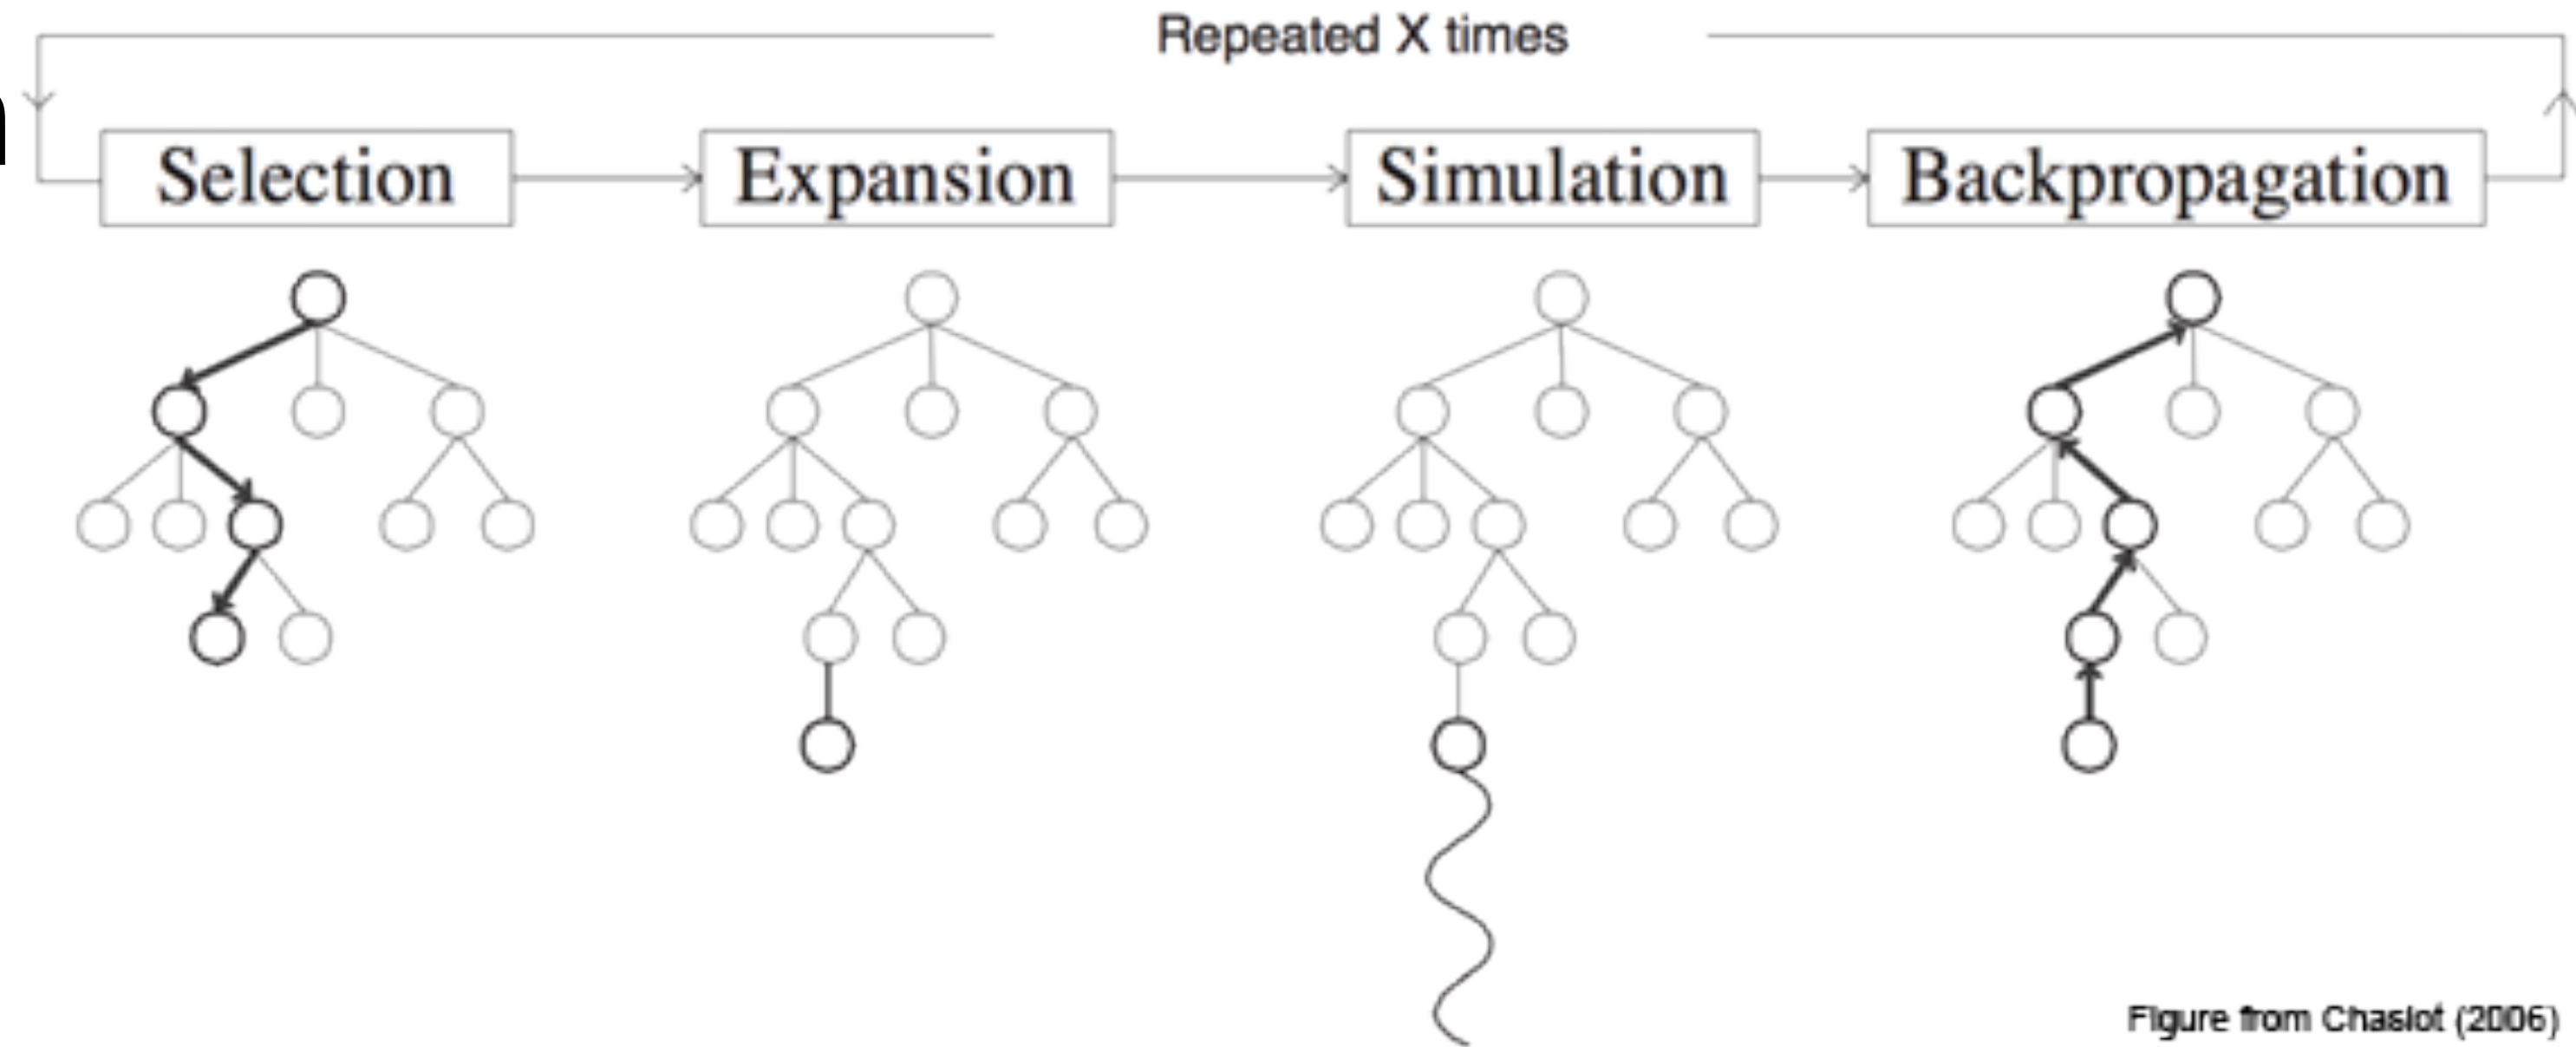 Repeated X times
Selection
Expansion
Simulation
Backpropagation
Figure from Chaslot (2006)